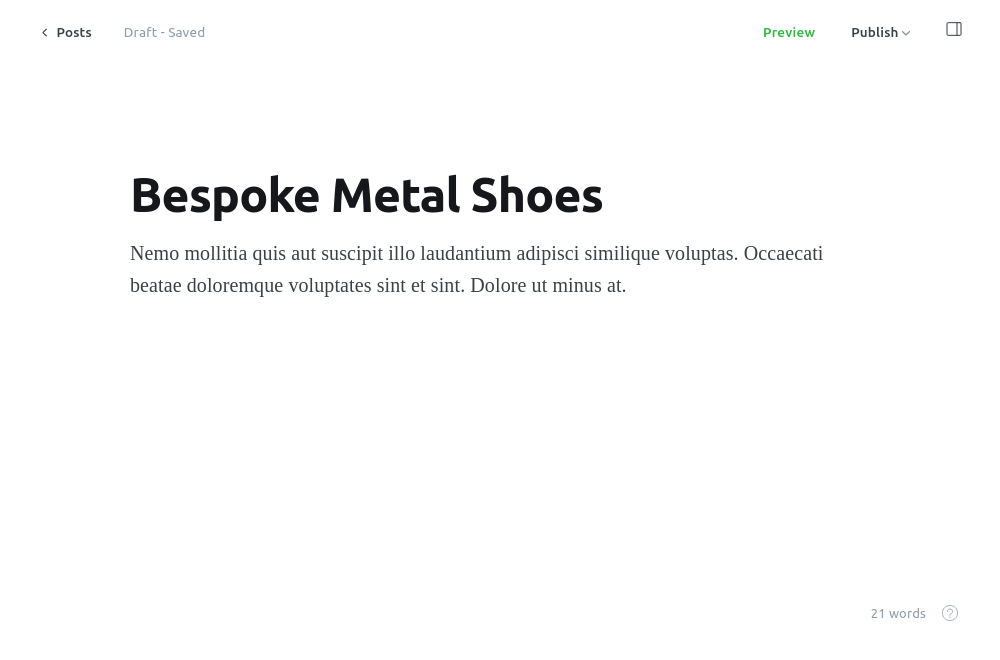 Posts
Draft - Saved
Preview
Publish
Bespoke Metal Shoes
Nemo mollitia quis aut suscipit illo laudantium adipisci similique voluptas. Occaecati
beatae doloremque voluptates sint et sint. Dolore ut minus at.
21 words
?